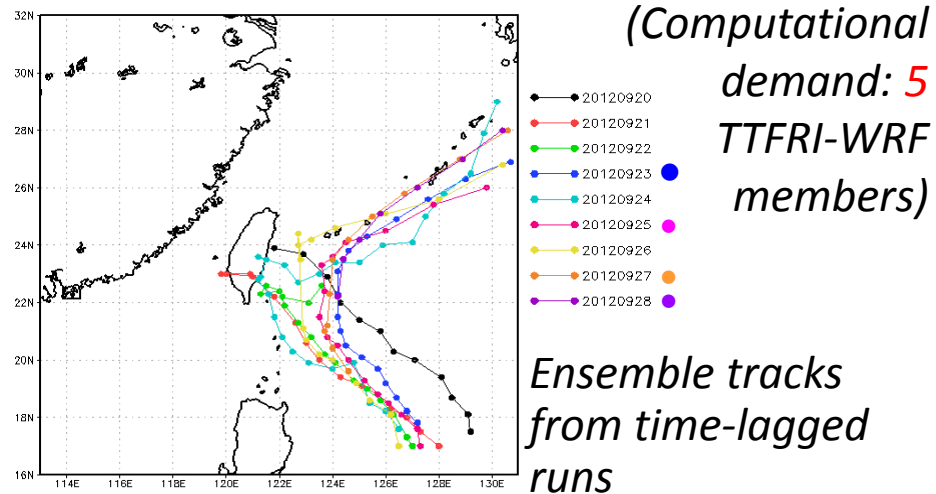 (Computational
demand: 5
TTFRI-WRF
members)
32N
30N
28N
26N
24N
22N
20N
18N
16N
114E
116E
118E
120E
122E
124E
126E
128E
130E
20120920
20120921
20120922
20120923
20120924
20120925
20120926
20120927
20120928
Ensemble tracks
from time-lagged
runs